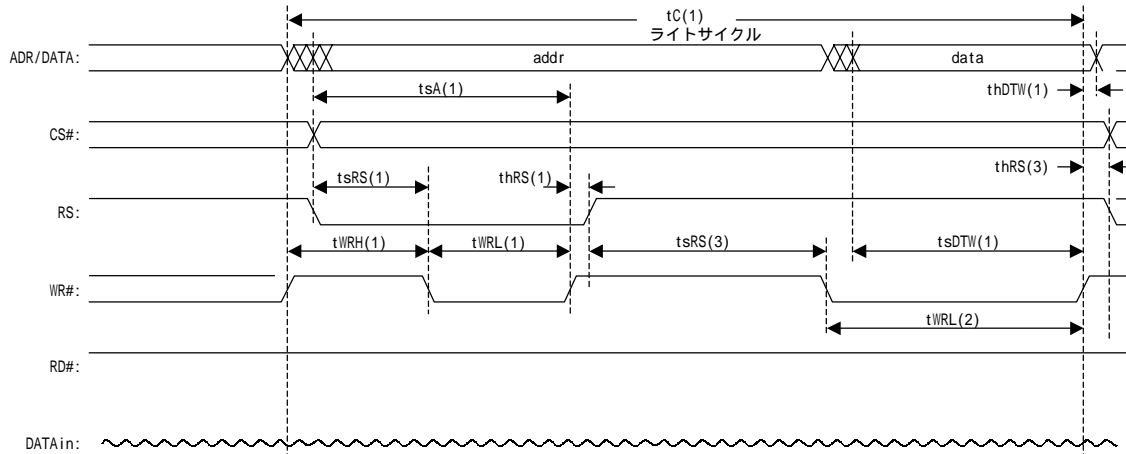 tC(1)
ライトサイクル
ADR/DATA:
addr
data
tsA(1)
thDTW(1)
CS#:
tsRS(1)
thRS(1)
thRS(3)
RS:
tWRH(1)
tWRL(1)
tsRS(3)
tsDTW(1)
WR#:
tWRL(2)
RD#:
DATAin: